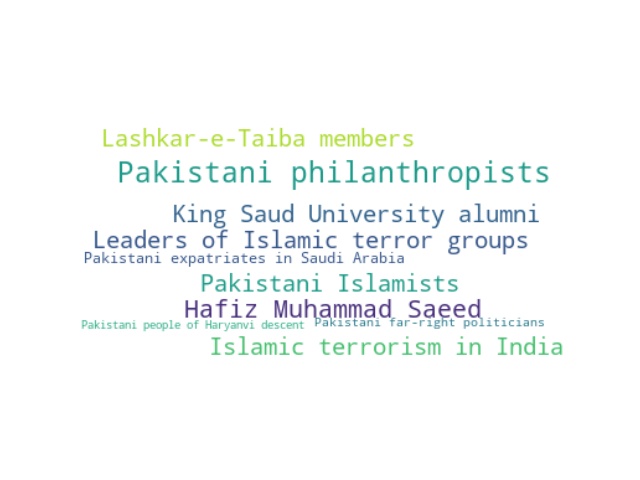 Lashkar-e-Taiba members
Pakistani philanthropists
King Saud University alumni
Leaders of Islamic terror groups
Pakistani expatriates in Saudi Arabia
Pakistani Islamists
Hafiz Muhammad Saeed
Pakistani people of Haryanvi descent
Pakistani far-right politicians
Islamic terrorism in India